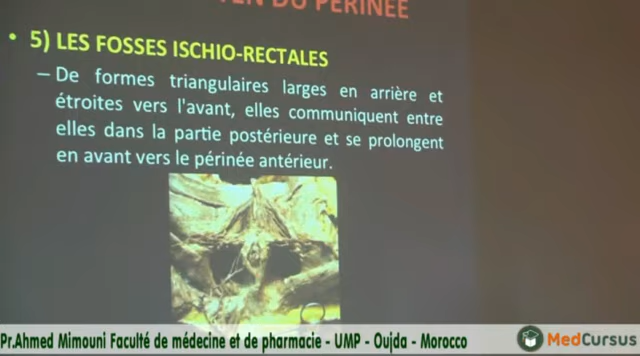 DU PÉRINÉE
• 5) LES FOSSES ISCHIO-RECTALES
– De formes triangulaires larges en arrière et
étroites vers l'avant, elles communiquent entre
elles dans la partie postérieure et se prolongent
en avant vers le périnée antérieur.
Pr.Ahmed Mimouni Faculté de médecine et de pharmacie - UMP - Oujda - Morocco
MedCursus